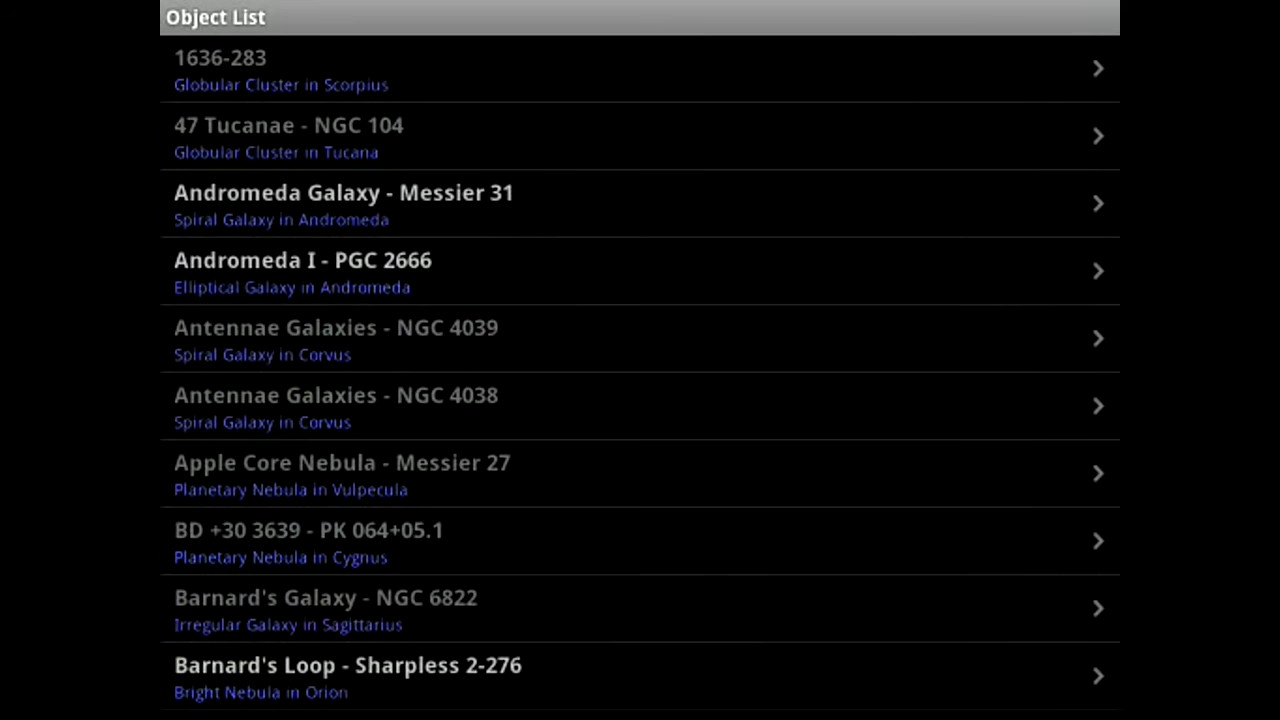 Object List
1636-283
Globular Cluster in Scorpius
47 Tucanae - NGC 104
Globular Cluster in Tucana
Andromeda Galaxy - Messier 31
Spiral Galaxy in Andromeda
Andromeda I - PGC 2666
Elliptical Galaxy in Andromeda
Antennae Galaxies - NGC 4039
Spiral Galaxy in Corvus
Antennae Galaxies - NGC 4038
Spiral Galaxy in Corvus
Apple Core Nebula - Messier 27
Planetary Nebula in Vulpecula
BD +30 3639 - PK 064+05.1
Planetary Nebula in Cygnus
Barnard's Galaxy - NGC 6822
Irregular Galaxy in Sagittarius
Barnard's Loop - Sharpless 2-276
Bright Nebula in Orion